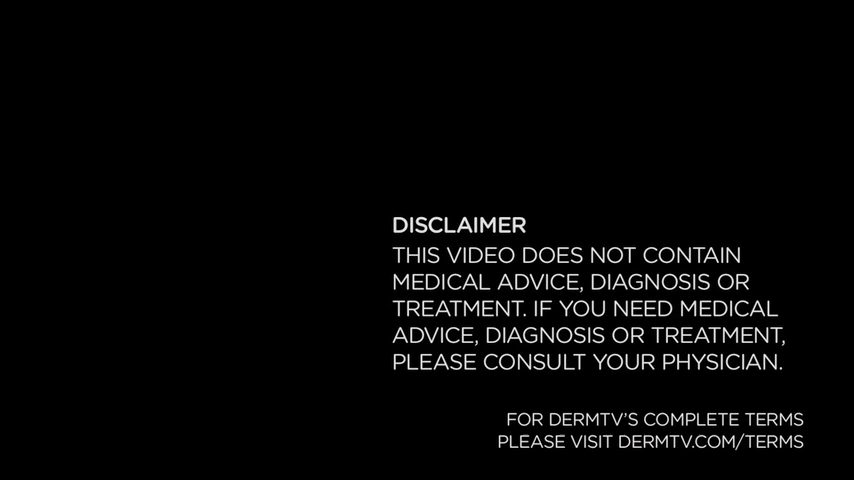 DISCLAIMER
THIS VIDEO DOES NOT CONTAIN
MEDICAL ADVICE, DIAGNOSIS OR
TREATMENT. IF YOU NEED MEDICAL
ADVICE, DIAGNOSIS OR TREATMENT,
PLEASE CONSULT YOUR PHYSICIAN.
FOR DERMTV'S COMPLETE TERMS
PLEASE VISIT DERMTV.COM/TERMS